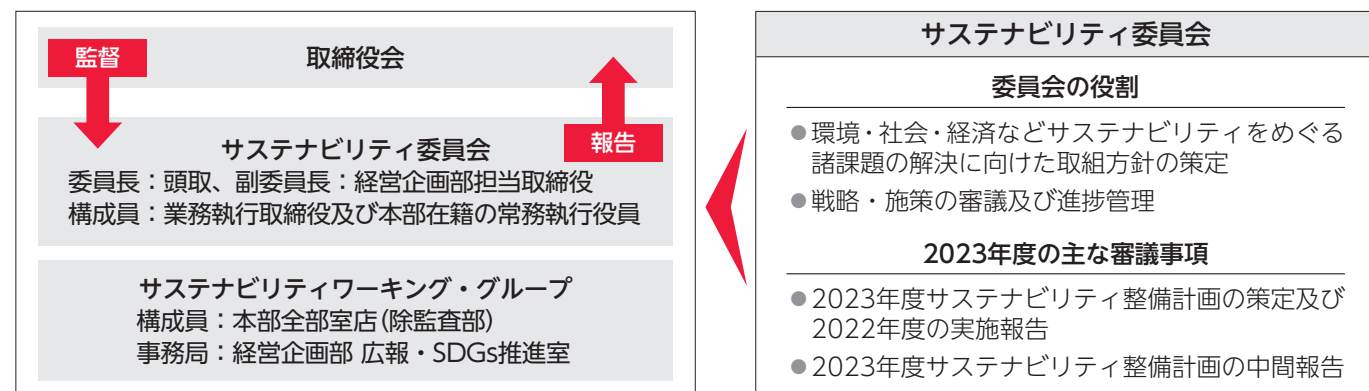 監督
取締役会
報告
サステナビリティ委員会
委員長：頭取、副委員長：経営企画部担当取締役
構成員：業務執行取締役及び本部在籍の常務執行役員
サステナビリティワーキング・グループ
構成員：本部全部室店（除監査部）
事務局：経営企画部 広報・SDGs推進室
サステナビリティ委員会
委員会の役割
●環境・社会・経済などサステナビリティをめぐる
諸課題の解決に向けた取組方針の策定
●戦略・施策の審議及び進捗管理
2023年度の主な審議事項
●2023年度サステナビリティ整備計画の策定及び
2022年度の実施報告
●2023年度サステナビリティ整備計画の中間報告